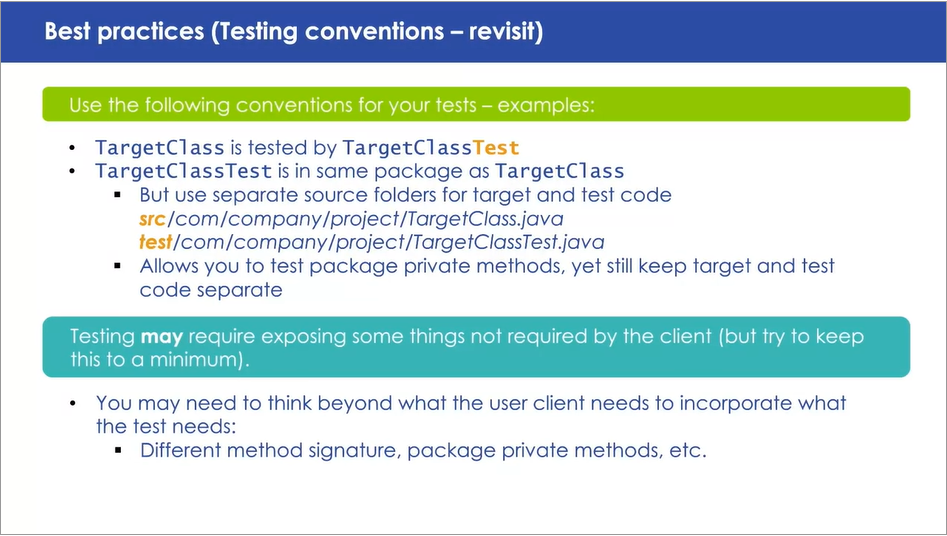 Best practices (Testing conventions – revisit)
Use the following conventions for your tests – examples:
• TargetClass is tested by TargetClassTest
• TargetClassTest is in same package as TargetClass
▪ But use separate source folders for target and test code
src/com/company/project/TargetClass.java
test/com/company/project/TargetClassTest.java
▪ Allows you to test package private methods, yet still keep target and test
code separate
Testing may require exposing some things not required by the client (but try to keep
this to a minimum).
• You may need to think beyond what the user client needs to incorporate what
the test needs:
▪ Different method signature, package private methods, etc.